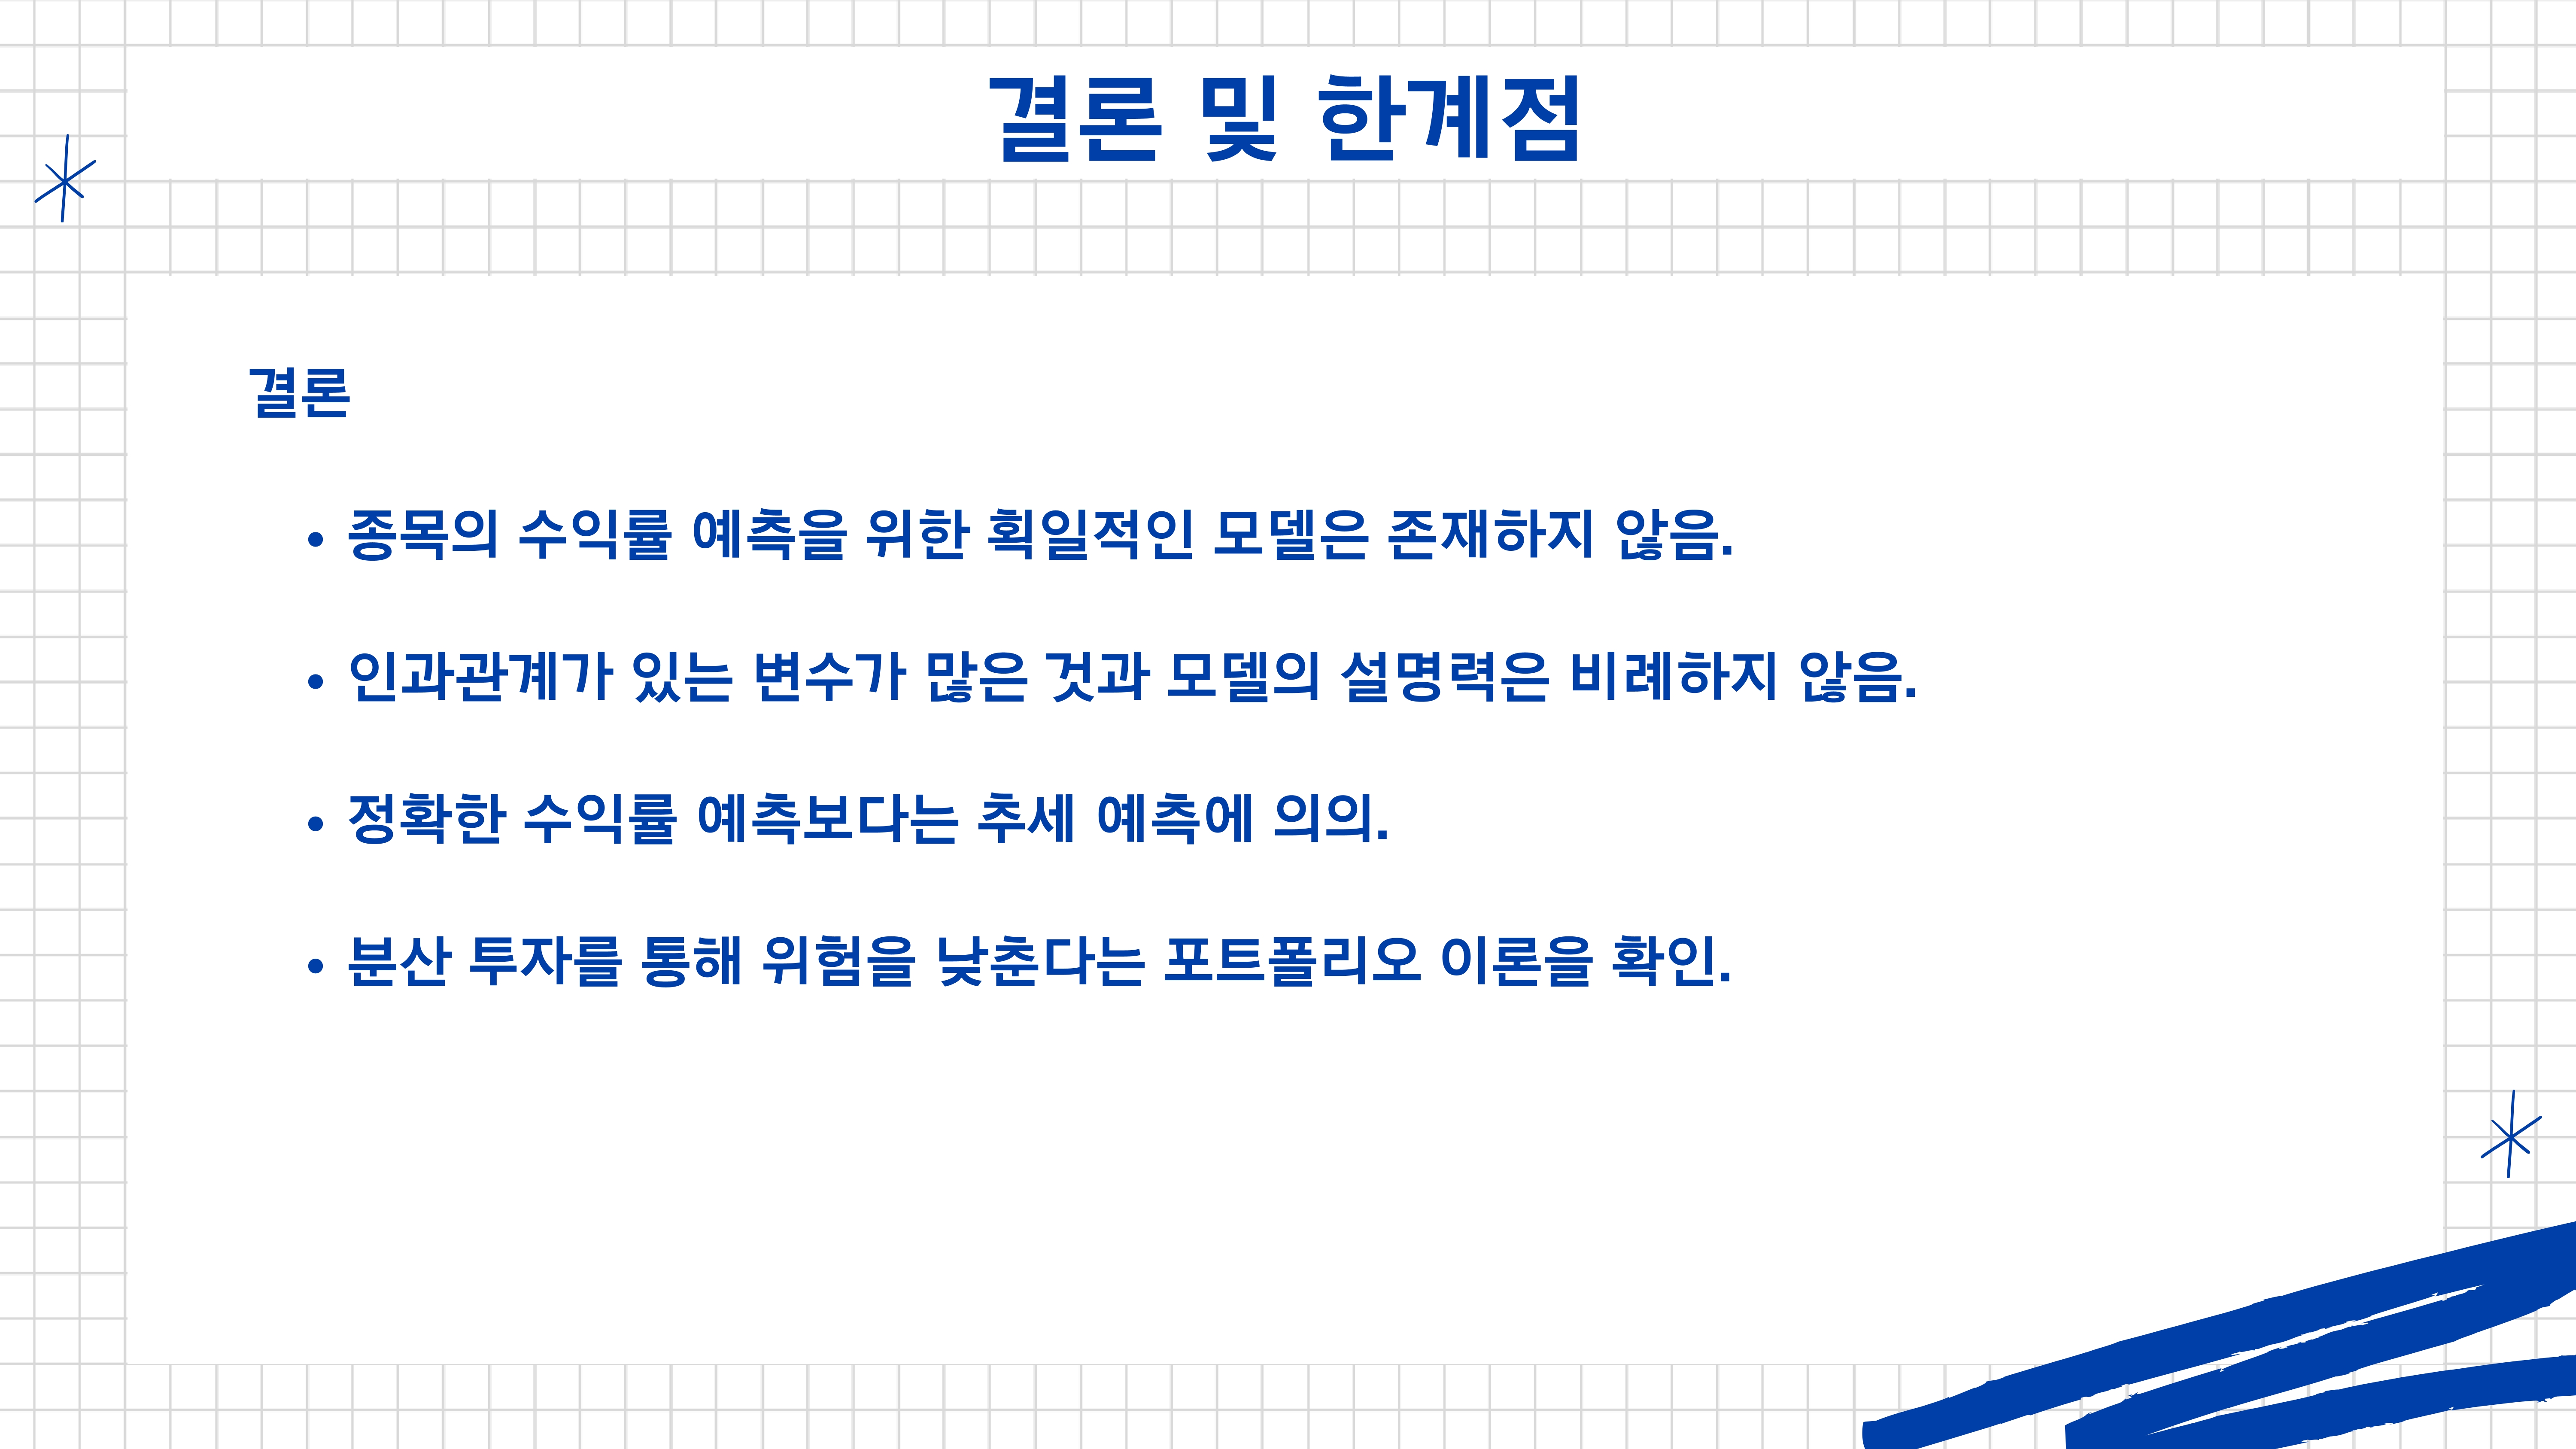 결론 및 한계점
결론
• 종목의 수익률 예측을 위한 획일적인 모델은 존재하지 않음.
• 인과관계가 있는 변수가 많은 것과 모델의 설명력은 비례하지 않음.
• 정확한 수익률 예측보다는 추세 예측에 의의.
• 분산 투자를 통해 위험을 낮춘다는 포트폴리오 이론을 확인.